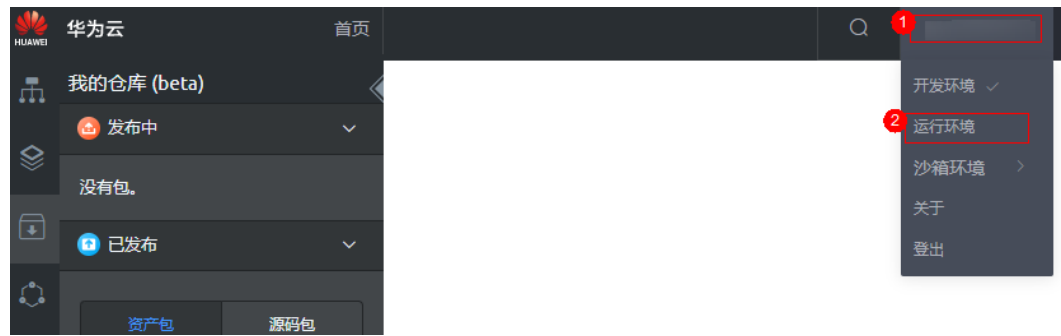 HUAWEI
华为云
首页
1
我的仓库 (beta)
发布中
没有包。
已发布
资产包
源码包
开发环境
2
运行环境
沙箱环境
关于
登出